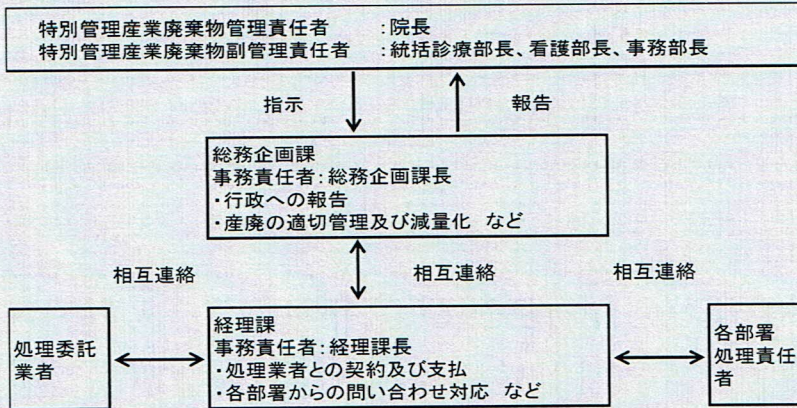 特別管理産業廃棄物管理責任者　：院長
特別管理産業廃棄物副管理責任者　：統括診療部長、看護部長、事務部長
指示　報告
総務企画課
事務責任者：総務企画課長
・行政への報告
・産廃の適切管理及び減量化　など
相互連絡　相互連絡　相互連絡
処理委託
業者
経理課
事務責任者：経理課長
・処理業者との契約及び支払
・各部署からの問い合わせ対応　など
各部署
処理責任
者